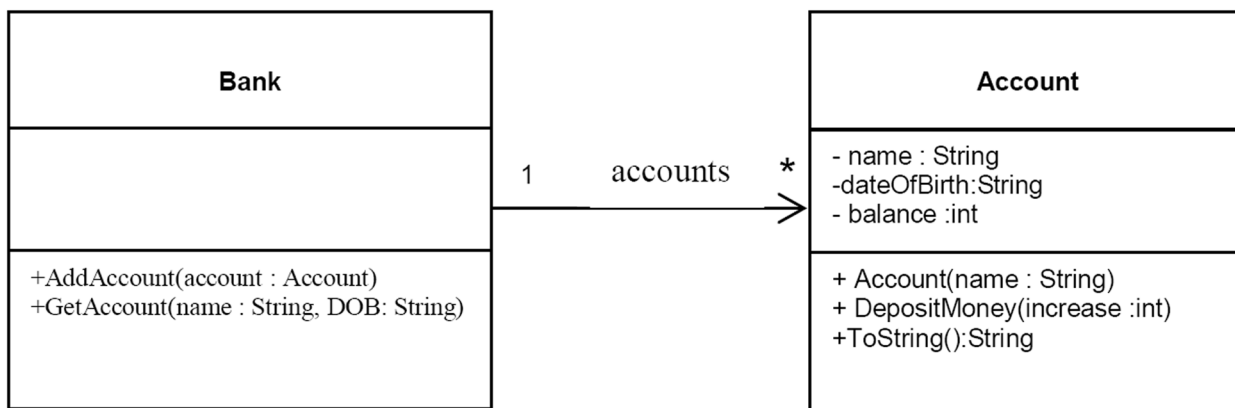 Bank
+AddAccount(account : Account)
+GetAccount(name : String, DOB: String)
1
accounts
*
Account
- name : String
-dateOfBirth:String
- balance :int
+ Account(name : String)
+ DepositMoney(increase :int)
+ToString():String